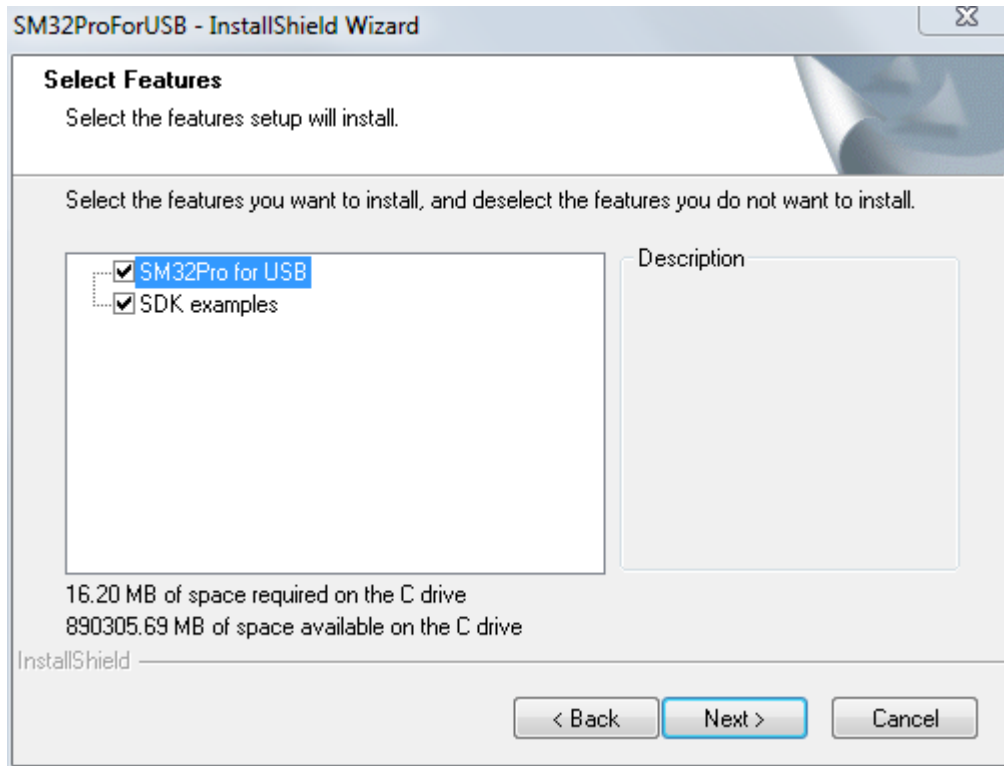 SM32ProForUSB - InstallShield Wizard
Select Features
Select the features setup will install.
Select the features you want to install, and deselect the features you do not want to install.
SM32Pro for USB
SDK examples
Description
16.20 MB of space required on the C drive
890305.69 MB of space available on the C drive
InstallShield
< Back
Next >
Cancel